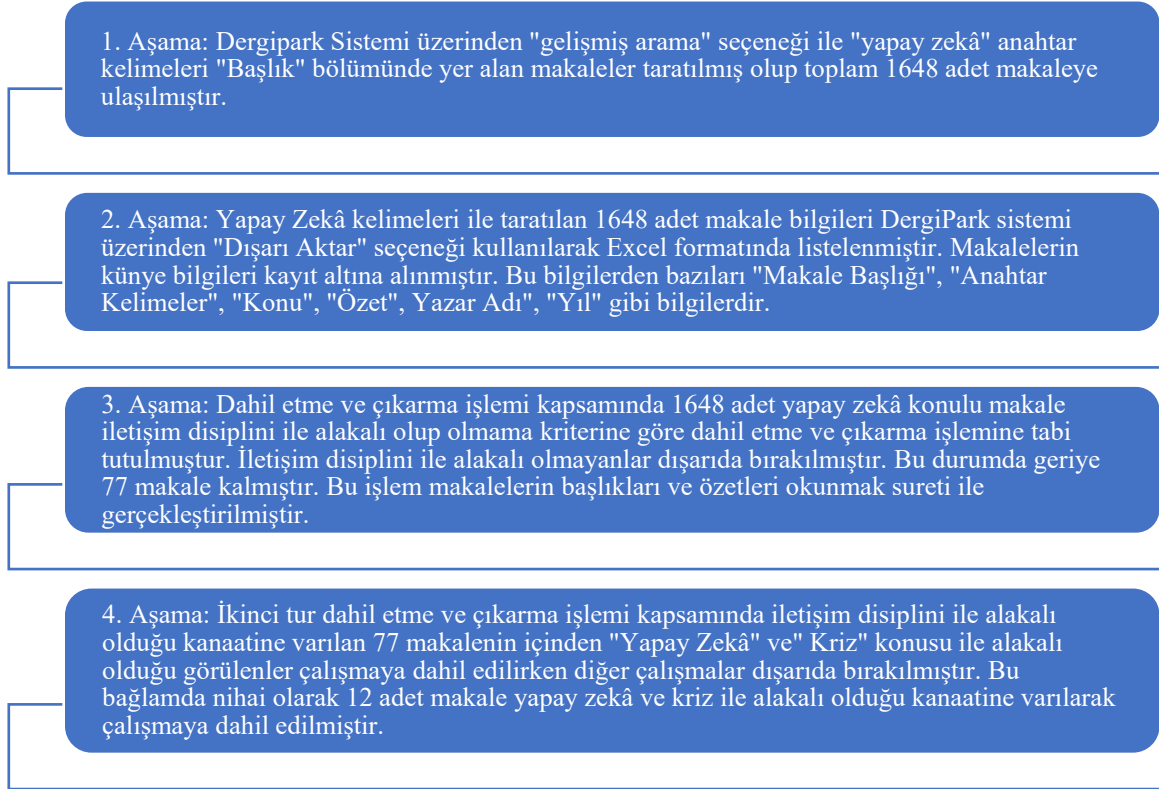 1. Aşama: Dergipark Sistemi üzerinden "gelişmiş arama" seçeneği ile "yapay zekâ" anahtar
kelimeleri "Başlık" bölümünde yer alan makaleler taratılmış olup toplam 1648 adet makaleye
ulaşılmıştır.
2. Aşama: Yapay Zekâ kelimeleri ile taratılan 1648 adet makale bilgileri DergiPark sistemi
üzerinden "Dışarı Aktar" seçeneği kullanılarak Excel formatında listelenmiştir. Makalelerin
künye bilgileri kayıt altına alınmıştır. Bu bilgilerden bazıları "Makale Başlığı", "Anahtar
Kelimeler", "Konu", "Özet", Yazar Adı", "Yıl" gibi bilgilerdir.
3. Aşama: Dahil etme ve çıkarma işlemi kapsamında 1648 adet yapay zekâ konulu makale
iletişim disiplini ile alakalı olup olmama kriterine göre dahil etme ve çıkarma işlemine tabi
tutulmuştur. İletişim disiplini ile alakalı olmayanlar dışarıda bırakılmıştır. Bu durumda geriye
77 makale kalmıştır. Bu işlem makalelerin başlıkları ve özetleri okunmak sureti ile
gerçekleştirilmiştir.
4. Aşama: İkinci tur dahil etme ve çıkarma işlemi kapsamında iletişim disiplini ile alakalı
olduğu kanaatine varılan 77 makalenin içinden "Yapay Zekâ" ve" Kriz" konusu ile alakalı
olduğu görülenler çalışmaya dahil edilirken diğer çalışmalar dışarıda bırakılmıştır. Bu
bağlamda nihai olarak 12 adet makale yapay zekâ ve kriz ile alakalı olduğu kanaatine varılarak
çalışmaya dahil edilmiştir.